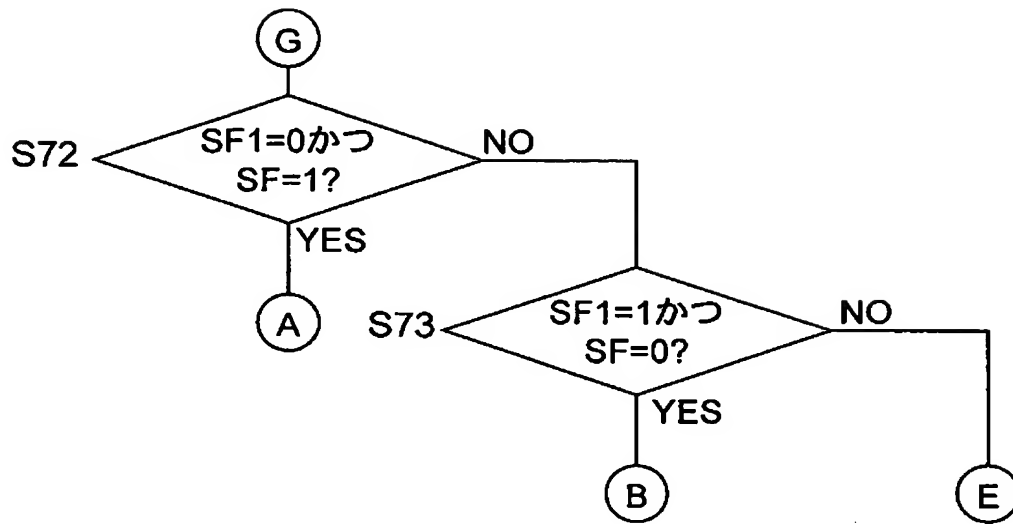 G
S72
SF1=0かつ
SF=1?
NO
YES
A
S73
SF1=1かつ
SF=0?
NO
YES
B
E